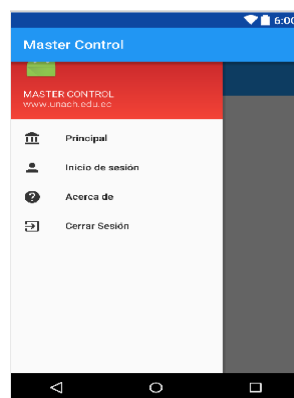 6:00
Master Control
MASTER CONTROL
www.unach.edu.ec
Principal
Inicio de sesión
Acerca de
Cerrar Sesión